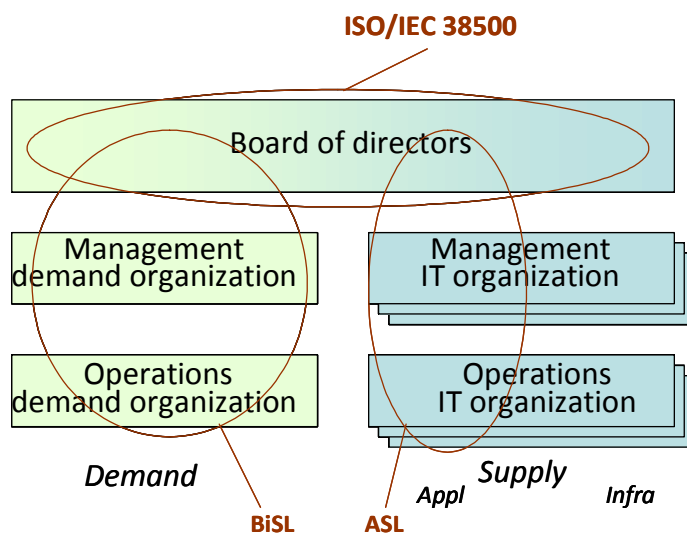 ISO/IEC 38500
Board of directors
Management
demand organization
Management
IT organization
Operations
demand organization
Operations
IT organization
Demand
Supply
Appl
Infra
BiSL
ASL